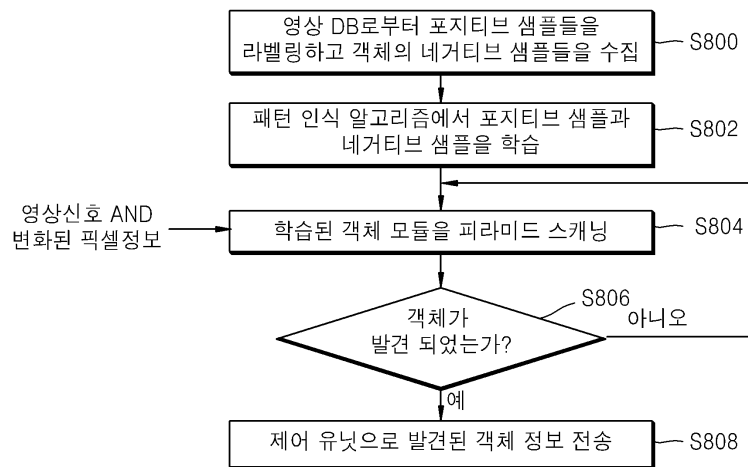 영상 DB로부터 포지티브 샘플들을
라벨링하고 객체의 네거티브 샘플들을 수집
S800
패턴 인식 알고리즘에서 포지티브 샘플과
네거티브 샘플을 학습
S802
영상신호 AND
변화된 픽셀정보
학습된 객체 모듈을 피라미드 스캐닝
S804
객체가
발견 되었는가?
S806
아니오
예
제어 유닛으로 발견된 객체 정보 전송
S808